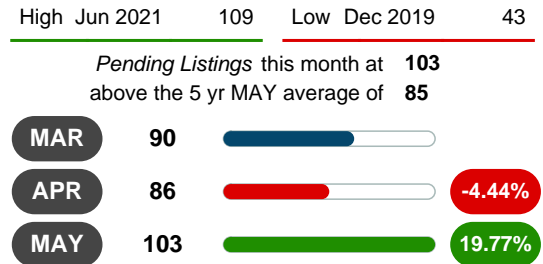 High Jun 2021 109 Low Dec 2019 43
Pending Listings this month at 103
above the 5 yr MAY average of 85
MAR 90
APR 86 -4.44%
MAY 103 19.77%